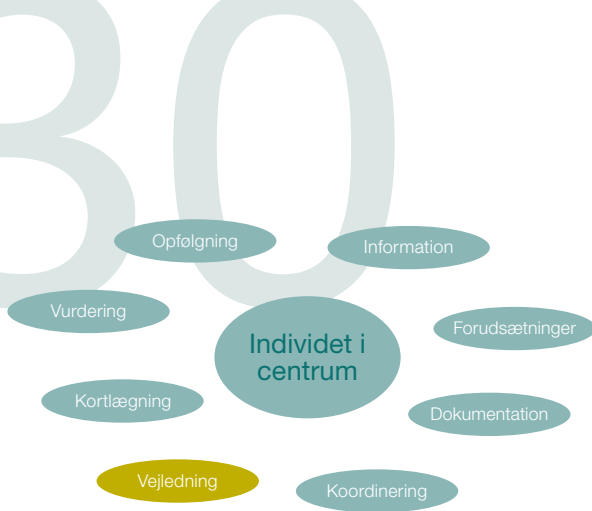 30
Opfølgning
Information
Vurdering
Individet i
centrum
Forudsætninger
Kortlægning
Dokumentation
Vejledning
Koordinering